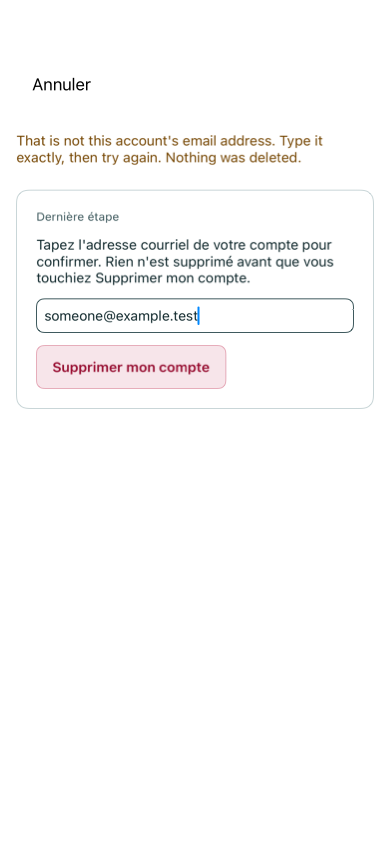 Annuler
That is not this account's email address. Type it
exactly, then try again. Nothing was deleted.
Dernière étape
Tapez l'adresse courriel de votre compte pour
confirmer. Rien n'est supprimé avant que vous
touchiez Supprimer mon compte.
someone@example.test
Supprimer mon compte